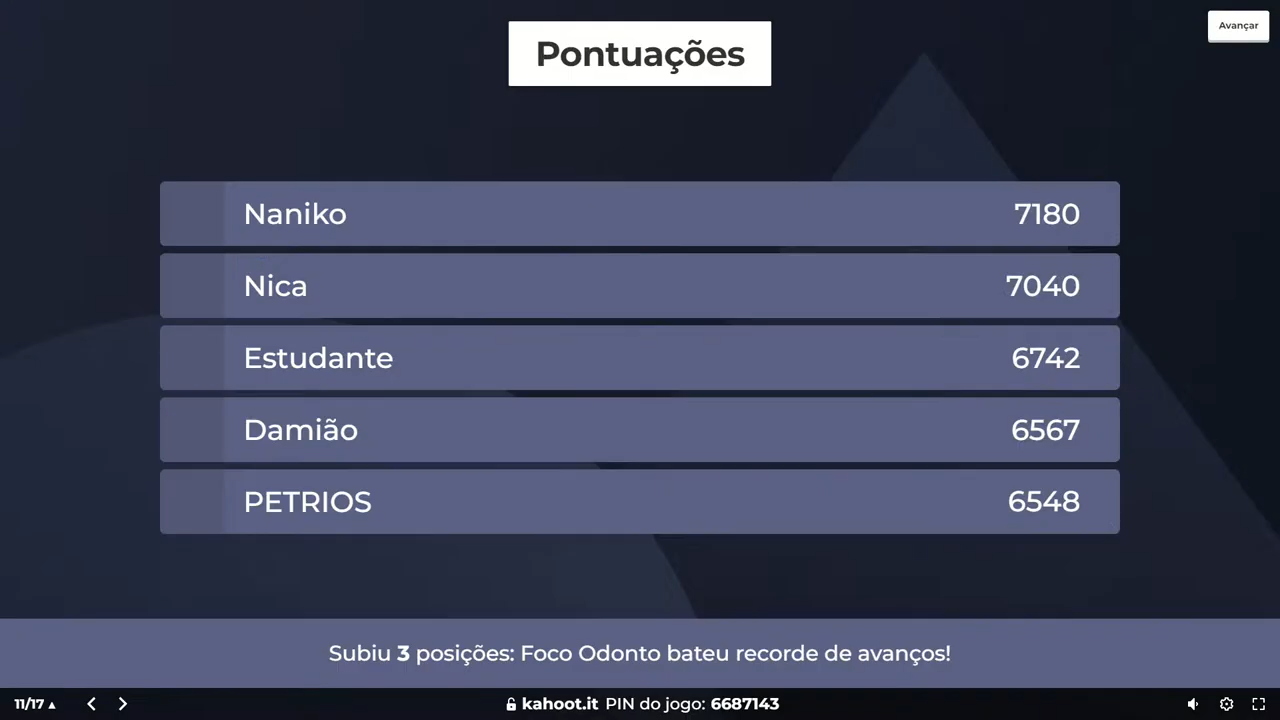 Avançar
Pontuações
Naniko 7180
Nica 7040
Estudante 6742
Damião 6567
PETRIOS 6548
Subiu 3 posições: Foco Odonto bateu recorde de avanços!
11/17 ▲ kahoot.it PIN do jogo: 6687143